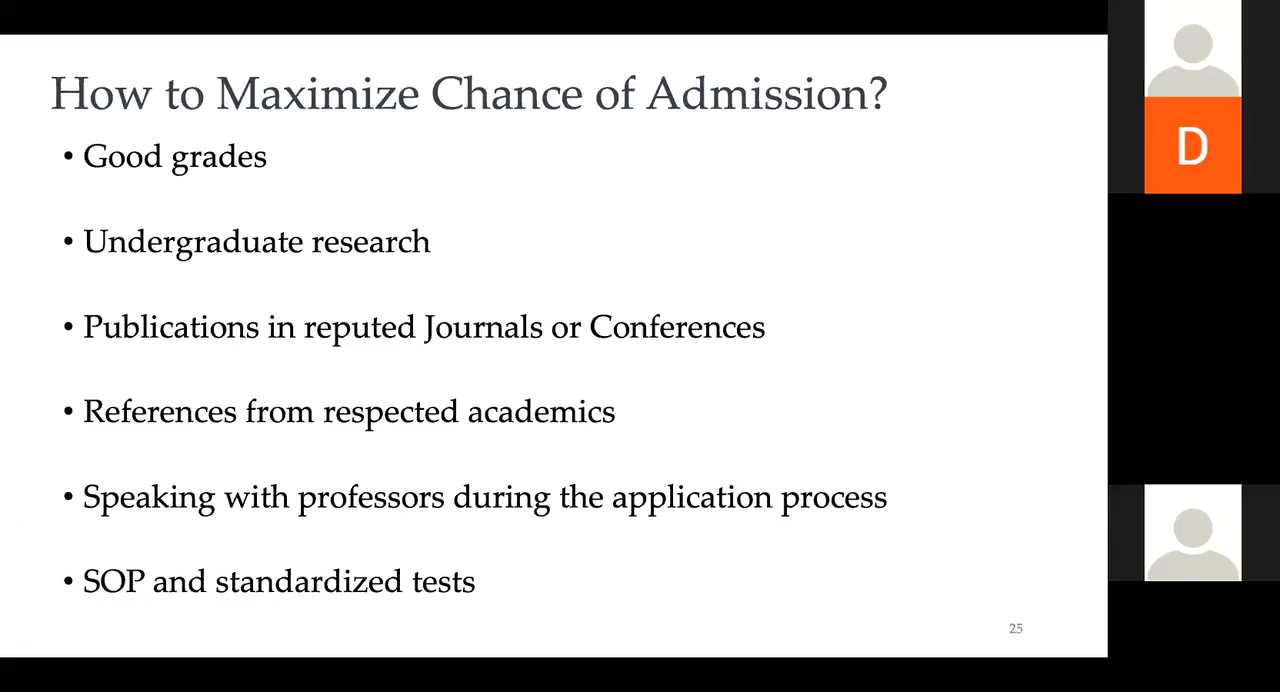 How to Maximize Chance of Admission?
• Good grades
• Undergraduate research
• Publications in reputed Journals or Conferences
• References from respected academics
• Speaking with professors during the application process
• SOP and standardized tests
25
D